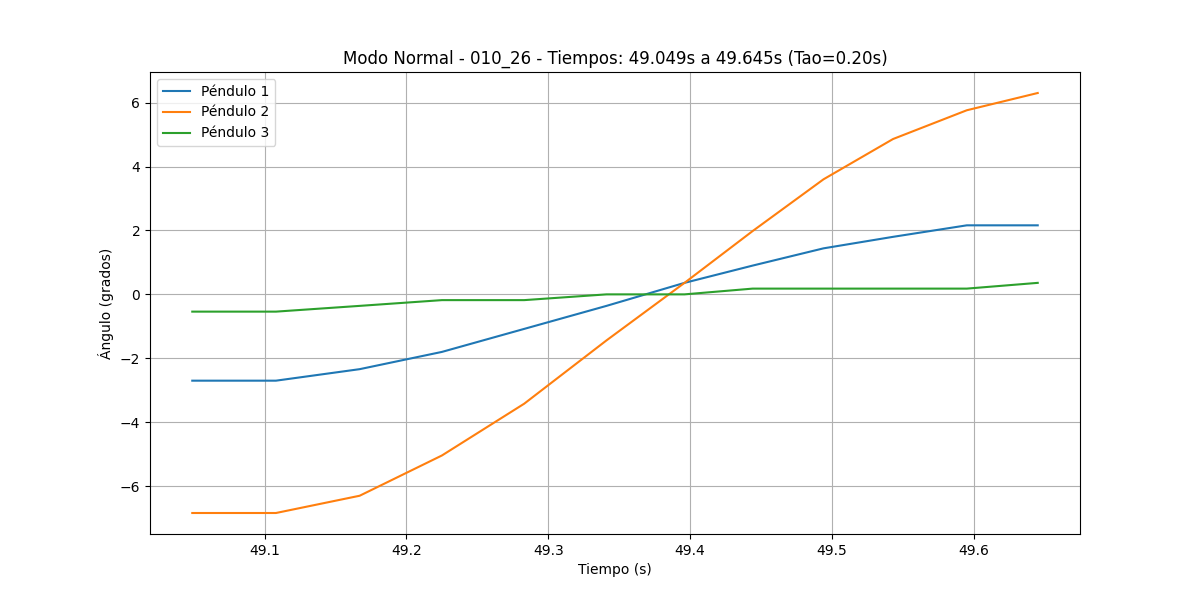 Modo Normal - 010_26 - Tiempos: 49.049s a 49.645s (Tao=0.20s)
Péndulo 1
Péndulo 2
Péndulo 3
Ángulo (grados)
6
4
2
0
−2
−4
−6
49.1 49.2 49.3 49.4 49.5 49.6
Tiempo (s)